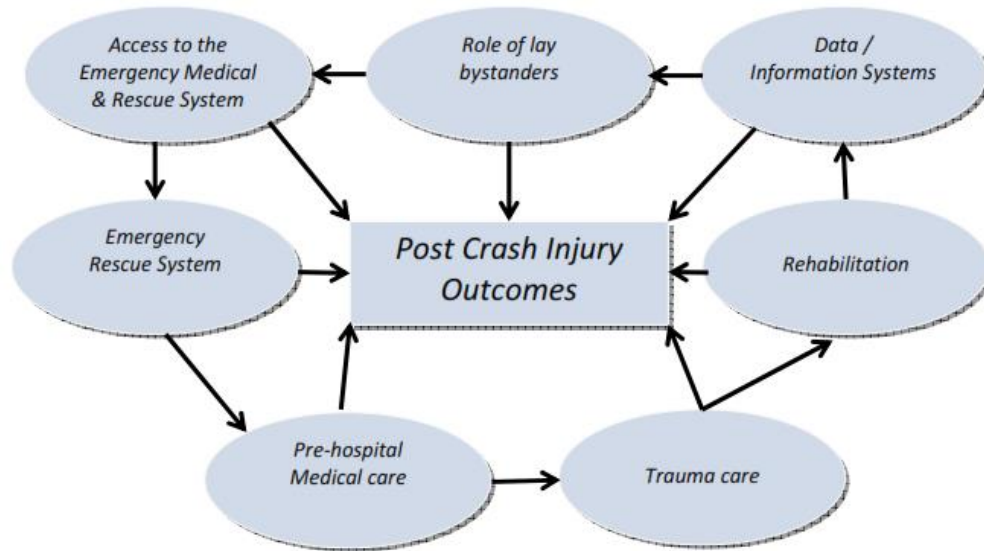 Access to the
Emergency Medical
& Rescue System
Role of lay
bystanders
Data /
Information Systems
Emergency
Rescue System
Post Crash Injury
Outcomes
Rehabilitation
Pre-hospital
Medical care
Trauma care